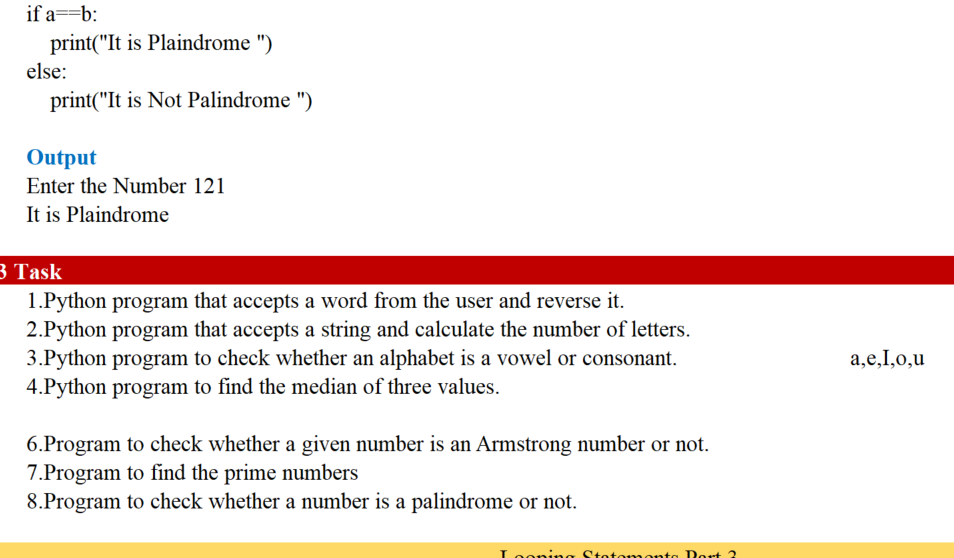 if a==b:
print("It is Plaindrome ")
else:
print("It is Not Palindrome ")
Output
Enter the Number 121
It is Plaindrome
3 Task
1.Python program that accepts a word from the user and reverse it.
2.Python program that accepts a string and calculate the number of letters.
3.Python program to check whether an alphabet is a vowel or consonant. a,e,I,o,u
4.Python program to find the median of three values.
6.Program to check whether a given number is an Armstrong number or not.
7.Program to find the prime numbers
8.Program to check whether a number is a palindrome or not.
Looping Statements Part 3